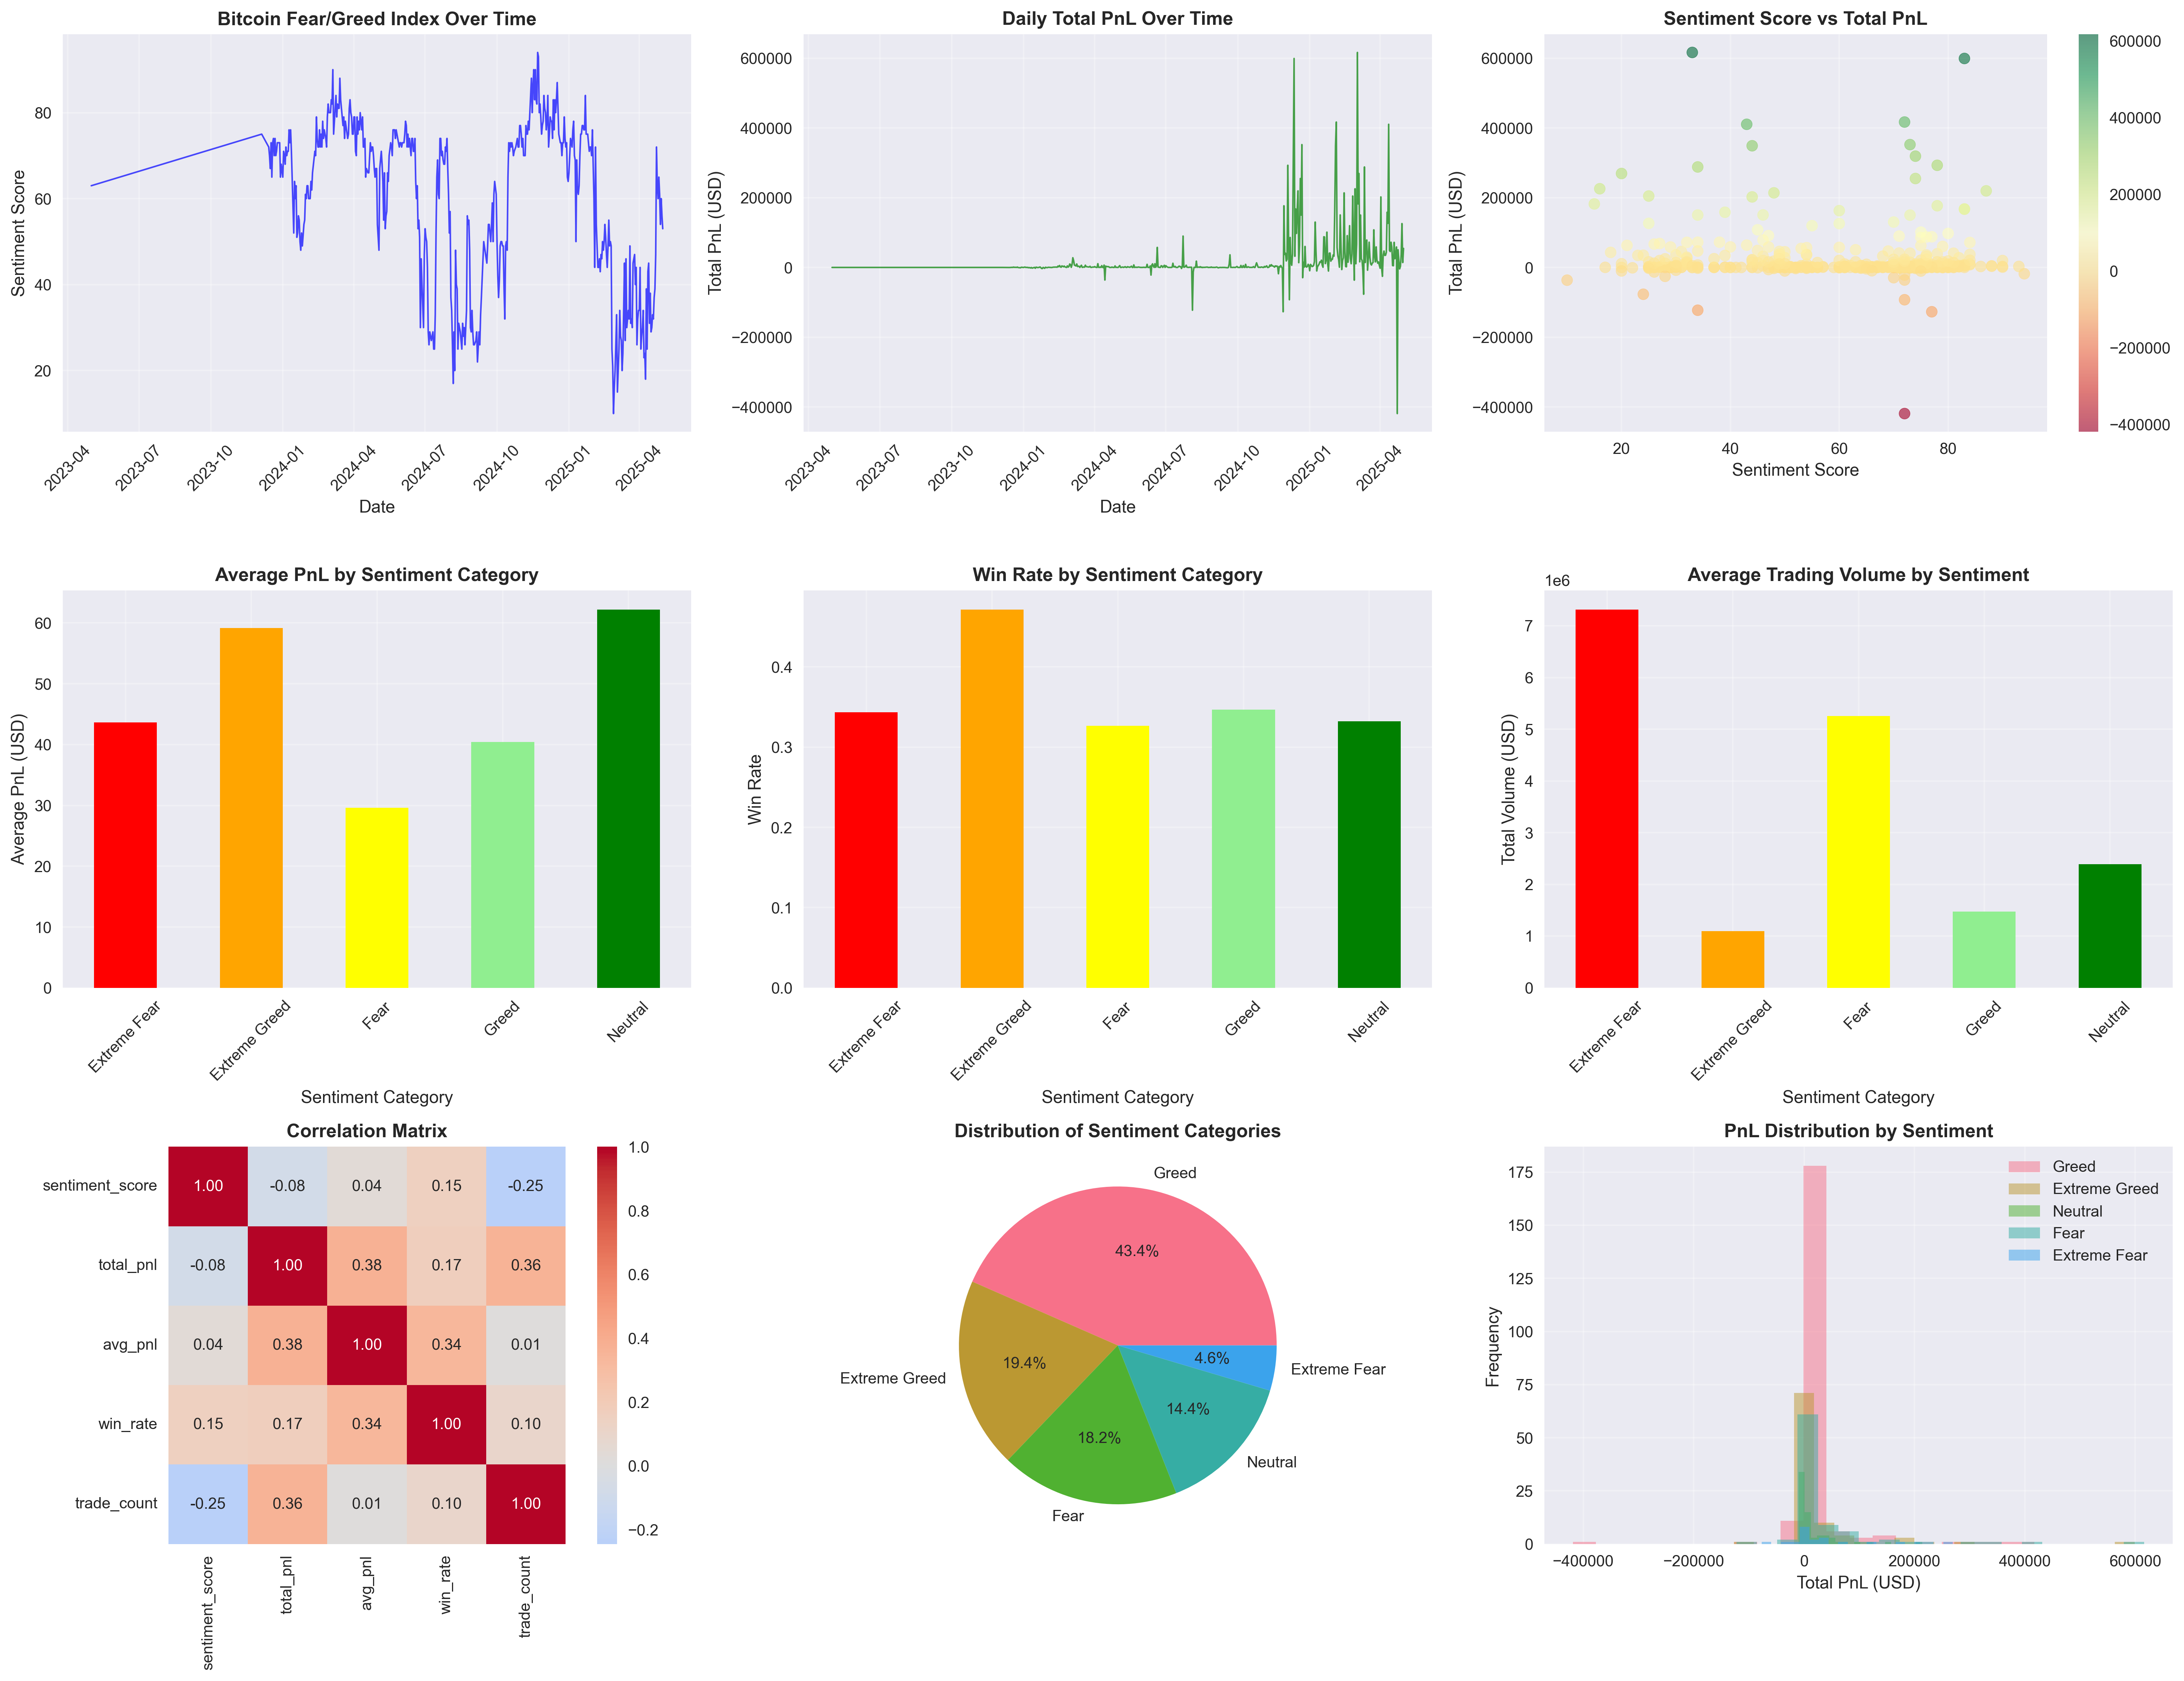 Bitcoin Fear/Greed Index Over Time
Sentiment Score
80
60
40
20
2023-04
2023-07
2023-10
2024-01
2024-04
2024-07
2024-10
2025-01
2025-04
Date
Daily Total PnL Over Time
Total PnL (USD)
600000
400000
200000
0
−200000
−400000
2023-04
2023-07
2023-10
2024-01
2024-04
2024-07
2024-10
2025-01
2025-04
Date
Sentiment Score vs Total PnL
Total PnL (USD)
600000
400000
200000
0
−200000
−400000
20
40
60
80
Sentiment Score
600000
400000
200000
0
−200000
−400000
Average PnL by Sentiment Category
Average PnL (USD)
60
50
40
30
20
10
0
Extreme Fear
Extreme Greed
Fear
Greed
Neutral
Sentiment Category
Win Rate by Sentiment Category
Win Rate
0.4
0.3
0.2
0.1
0.0
Extreme Fear
Extreme Greed
Fear
Greed
Neutral
Sentiment Category
Average Trading Volume by Sentiment
1e6
Total Volume (USD)
7
6
5
4
3
2
1
0
Extreme Fear
Extreme Greed
Fear
Greed
Neutral
Sentiment Category
Correlation Matrix
sentiment_score 1.00 -0.08 0.04 0.15 -0.25
total_pnl -0.08 1.00 0.38 0.17 0.36
avg_pnl 0.04 0.38 1.00 0.34 0.01
win_rate 0.15 0.17 0.34 1.00 0.10
trade_count -0.25 0.36 0.01 0.10 1.00
sentiment_score
total_pnl
avg_pnl
win_rate
trade_count
1.0
0.8
0.6
0.4
0.2
0.0
−0.2
Distribution of Sentiment Categories
Greed
43.4%
Extreme Greed
19.4%
Fear
18.2%
Neutral
14.4%
Extreme Fear
4.6%
PnL Distribution by Sentiment
Frequency
175
150
125
100
75
50
25
0
−400000
−200000
0
200000
400000
600000
Total PnL (USD)
Greed
Extreme Greed
Neutral
Fear
Extreme Fear